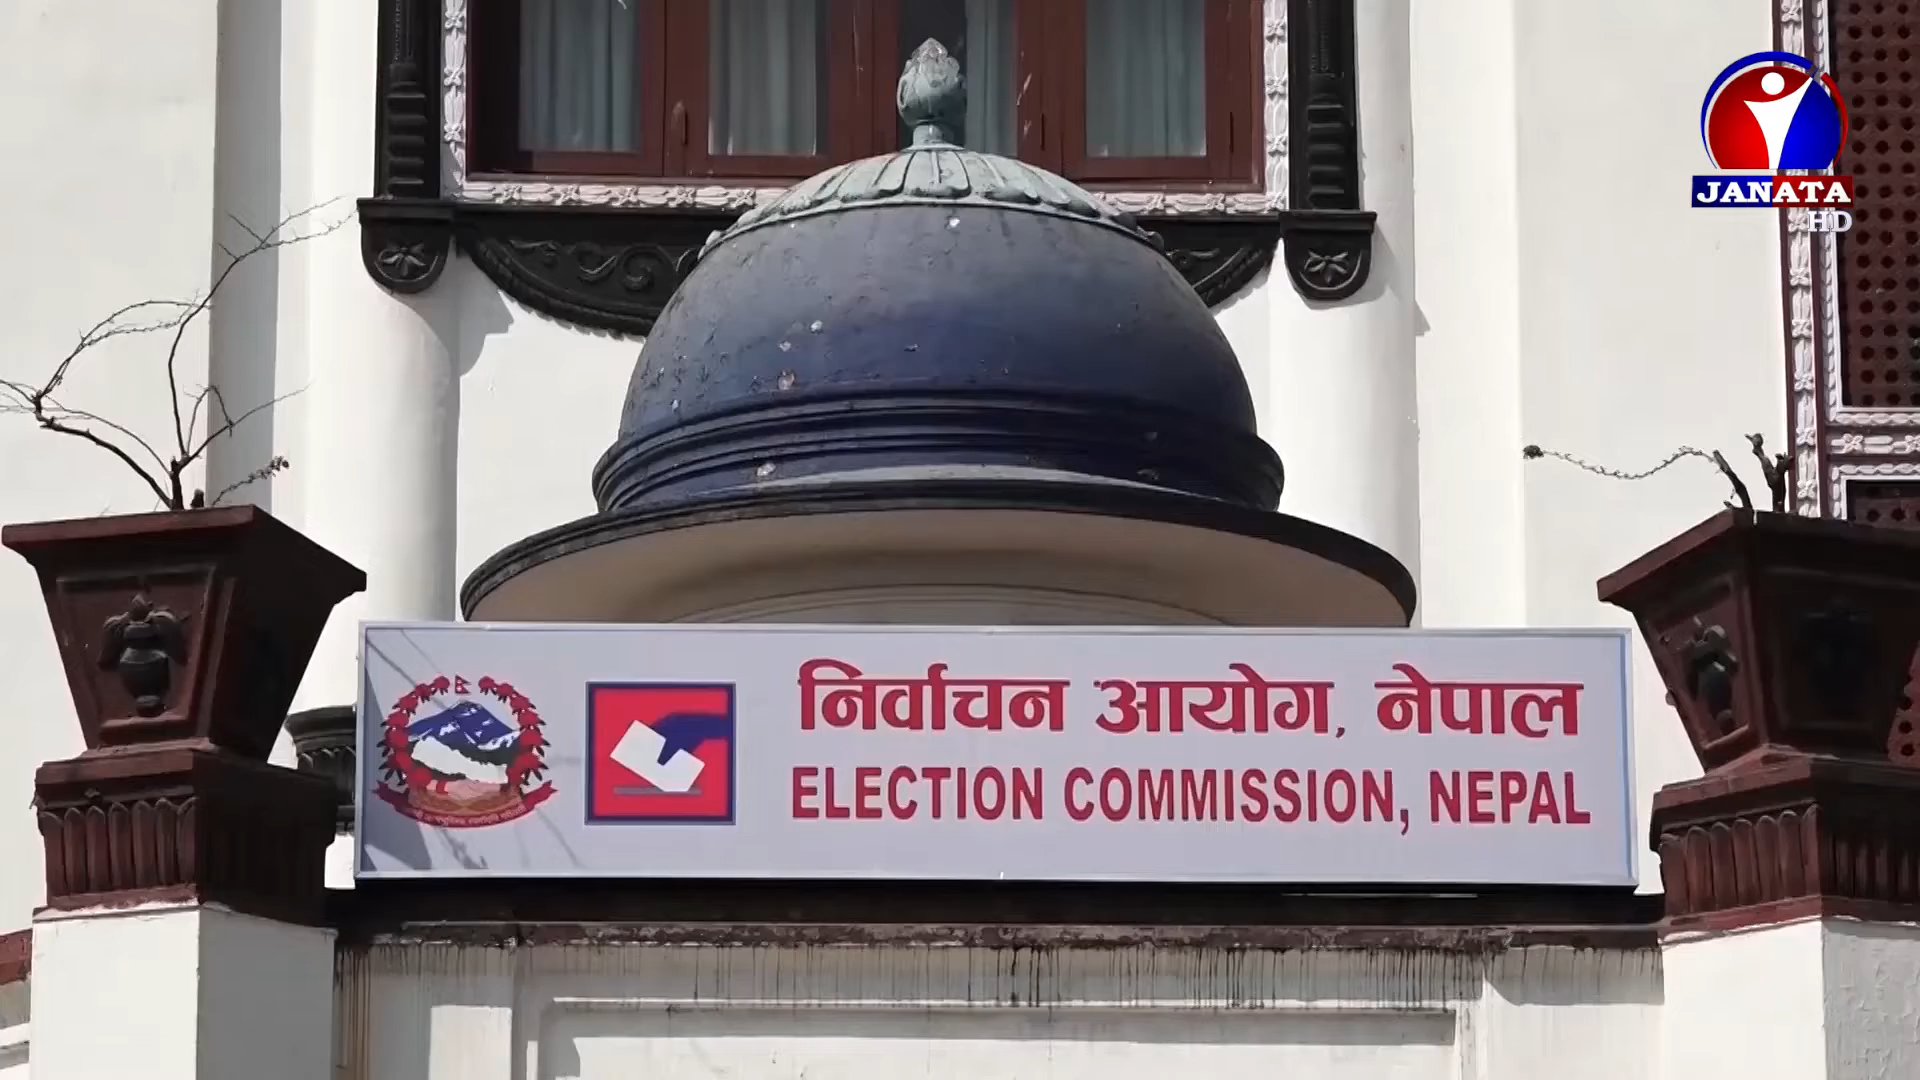 JANATA
HD
निर्वाचन आयोग, नेपाल
ELECTION COMMISSION, NEPAL